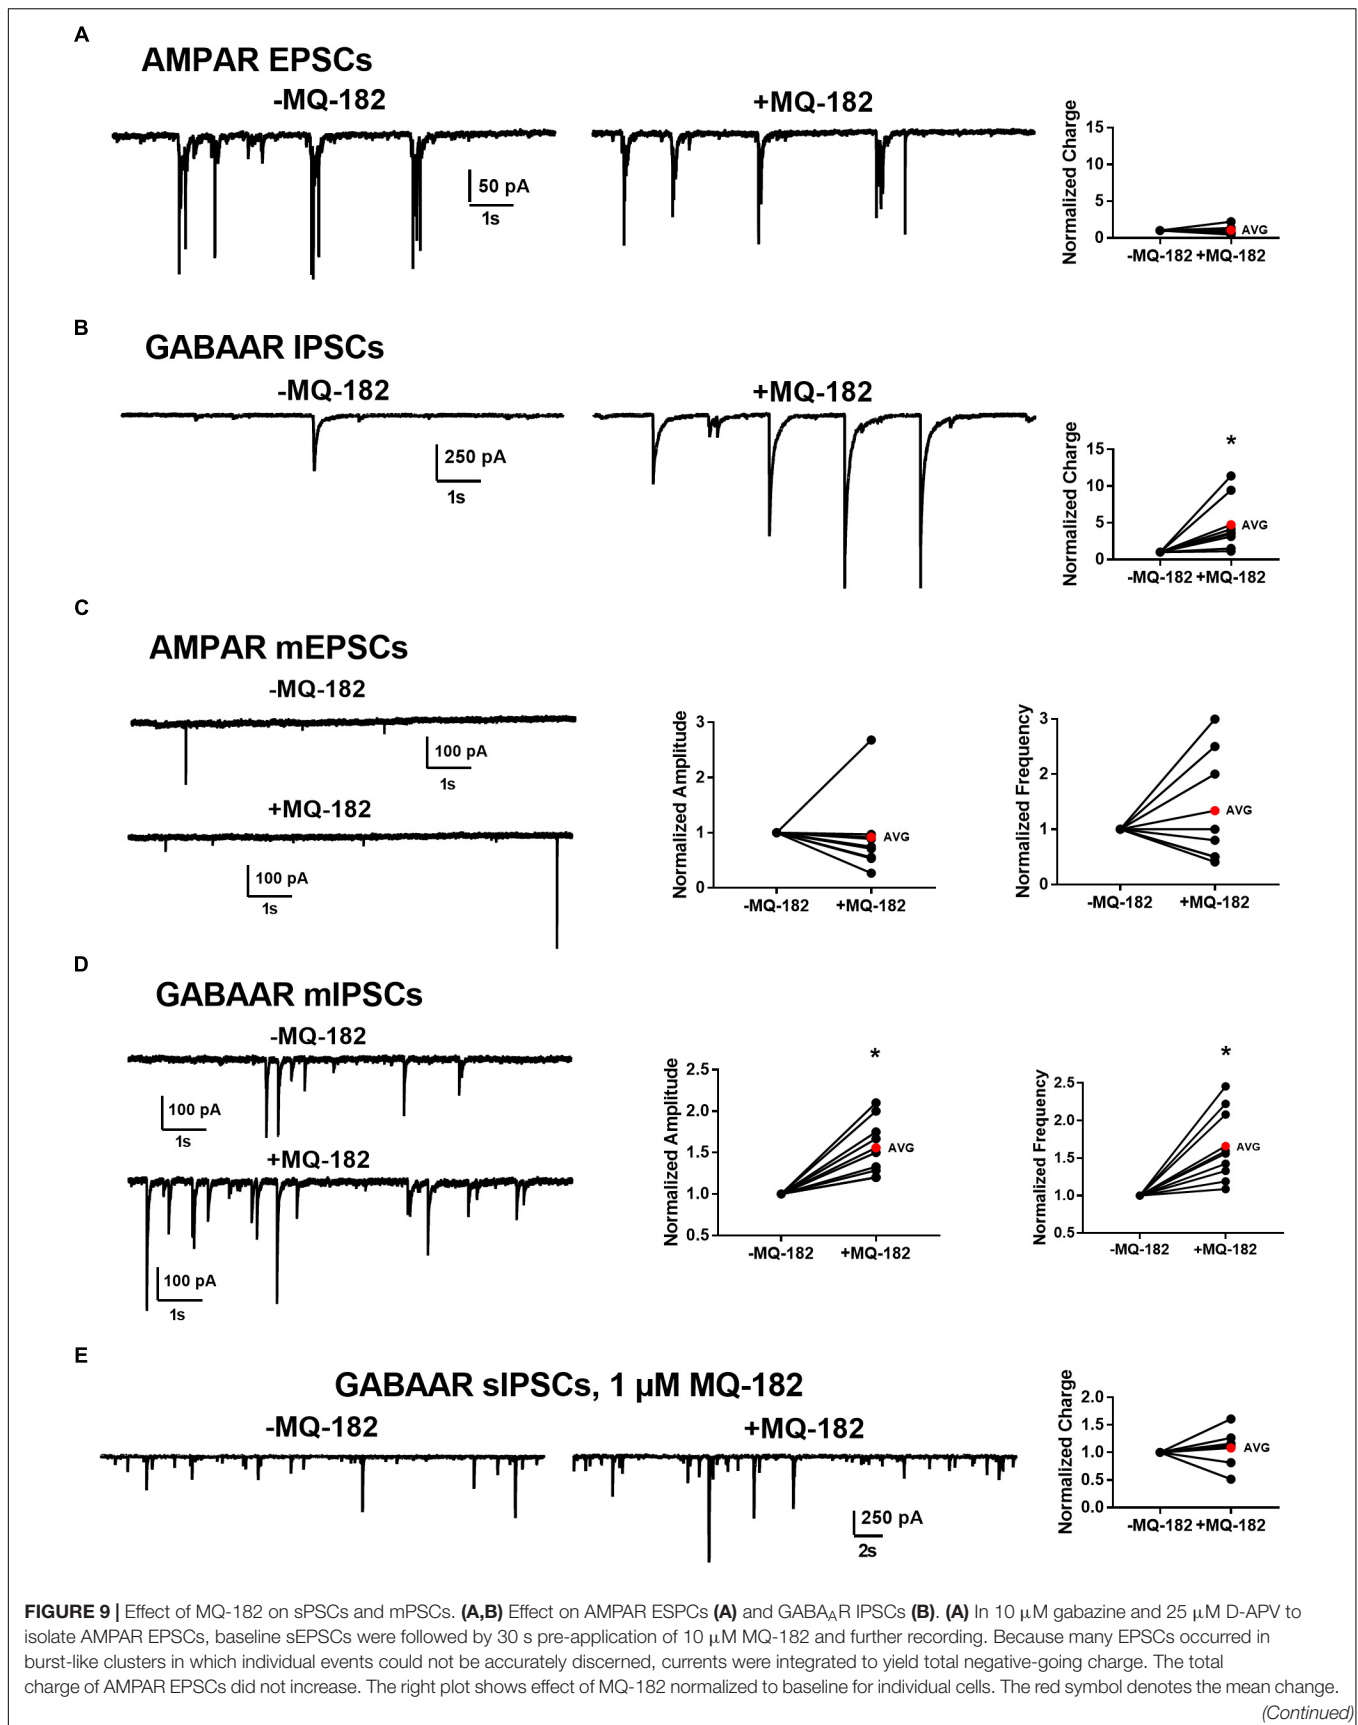 A
AMPAR EPSCs
-MQ-182
+MQ-182
50 pA
1s
Normalized Charge
15
10
5
0
AVG
-MQ-182 +MQ-182
B
GABAAR IPSCs
-MQ-182
+MQ-182
250 pA
1s
Normalized Charge
15
10
5
0
*
AVG
-MQ-182 +MQ-182
C
AMPAR mEPSCs
-MQ-182
100 pA
1s
+MQ-182
100 pA
1s
Normalized Amplitude
3
2
1
0
AVG
-MQ-182 +MQ-182
Normalized Frequency
3
2
1
0
AVG
-MQ-182 +MQ-182
D
GABAAR mIPSCs
-MQ-182
100 pA
1s
+MQ-182
100 pA
1s
Normalized Amplitude
2.5
2.0
1.5
1.0
0.5
*
AVG
-MQ-182 +MQ-182
Normalized Frequency
2.5
2.0
1.5
1.0
0.5
*
AVG
-MQ-182 +MQ-182
E
GABAAR sIPSCs, 1 µM MQ-182
-MQ-182
+MQ-182
250 pA
2s
Normalized Charge
2.0
1.5
1.0
0.5
0.0
AVG
-MQ-182 +MQ-182
FIGURE 9 | Effect of MQ-182 on sPSCs and mPSCs. (A,B) Effect on AMPAR ESPCs (A) and GABAAR IPSCs (B). (A) In 10 µM gabazine and 25 µM D-APV to
isolate AMPAR EPSCs, baseline sEPSCs were followed by 30 s pre-application of 10 µM MQ-182 and further recording. Because many EPSCs occurred in
burst-like clusters in which individual events could not be accurately discerned, currents were integrated to yield total negative-going charge. The total
charge of AMPAR EPSCs did not increase. The right plot shows effect of MQ-182 normalized to baseline for individual cells. The red symbol denotes the mean change.
(Continued)